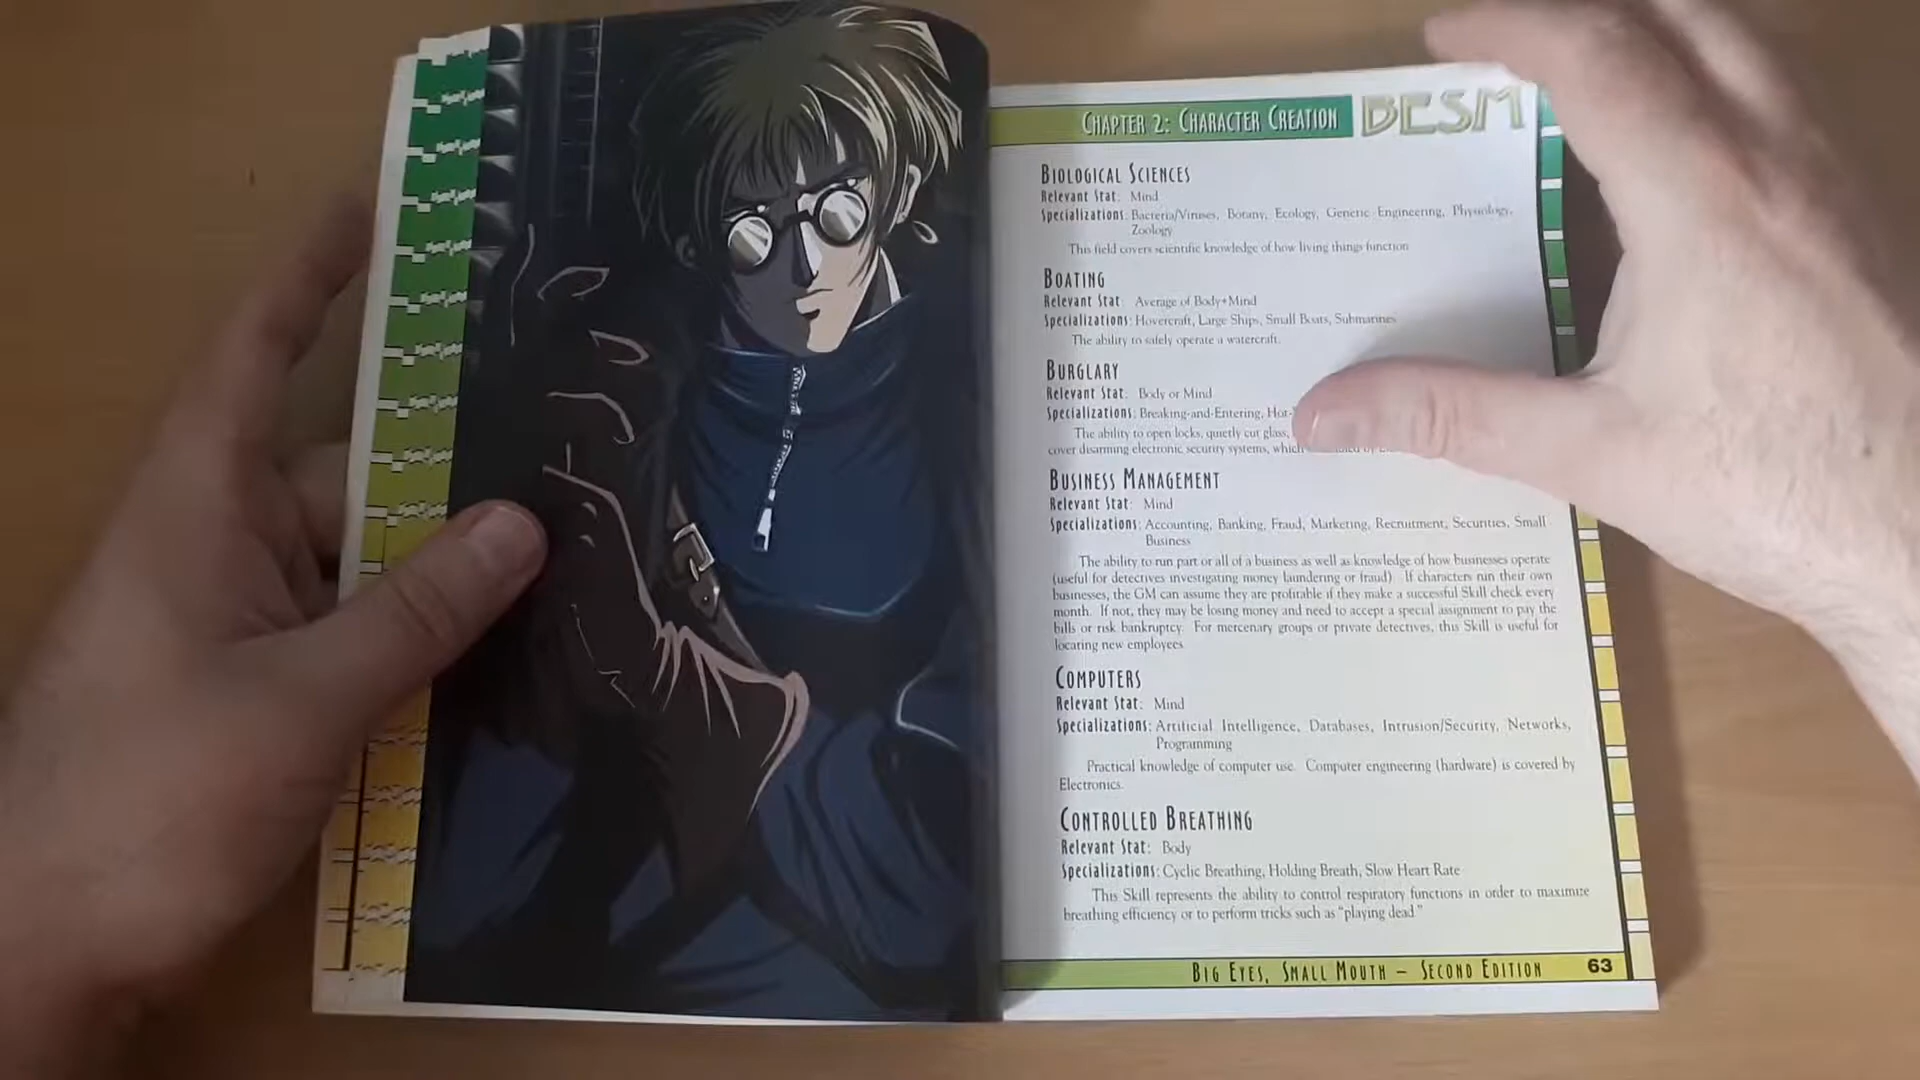 CHAPTER 2: CHARACTER CREATION BESM
BIOLOGICAL SCIENCES
Relevant Stat: Mind
Specializations: Bacteria/Viruses, Botany, Ecology, Genetic Engineering, Physiology,
Zoology
This field covers scientific knowledge of how living things function
BOATING
Relevant Stat: Average of Body+Mind
Specializations: Hovercraft, Large Ships, Small Boats, Submarines
The ability to safely operate a watercraft.
BURGLARY
Relevant Stat: Body or Mind
Specializations: Breaking-and-Entering, Hot-
The ability to open locks, quietly cut glass,
cover disarming electronic security systems, which
BUSINESS MANAGEMENT
Relevant Stat: Mind
Specializations: Accounting, Banking, Fraud, Marketing, Recruitment, Securities, Small
Business
The ability to run part or all of a business as well as knowledge of how businesses operate
(useful for detectives investigating money laundering or fraud). If characters run their own
businesses, the GM can assume they are profitable if they make a successful Skill check every
month. If not, they may be losing money and need to accept a special assignment to pay the
bills or risk bankruptcy. For mercenary groups or private detectives, this Skill is useful for
locating new employees
COMPUTERS
Relevant Stat: Mind
Specializations: Artificial Intelligence, Databases, Intrusion/Security, Networks,
Programming
Practical knowledge of computer use. Computer engineering (hardware) is covered by
Electronics.
CONTROLLED BREATHING
Relevant Stat: Body
Specializations: Cyclic Breathing, Holding Breath, Slow Heart Rate
This Skill represents the ability to control respiratory functions in order to maximize
breathing efficiency or to perform tricks such as "playing dead"
BIG EYES, SMALL MOUTH – SECOND EDITION 63